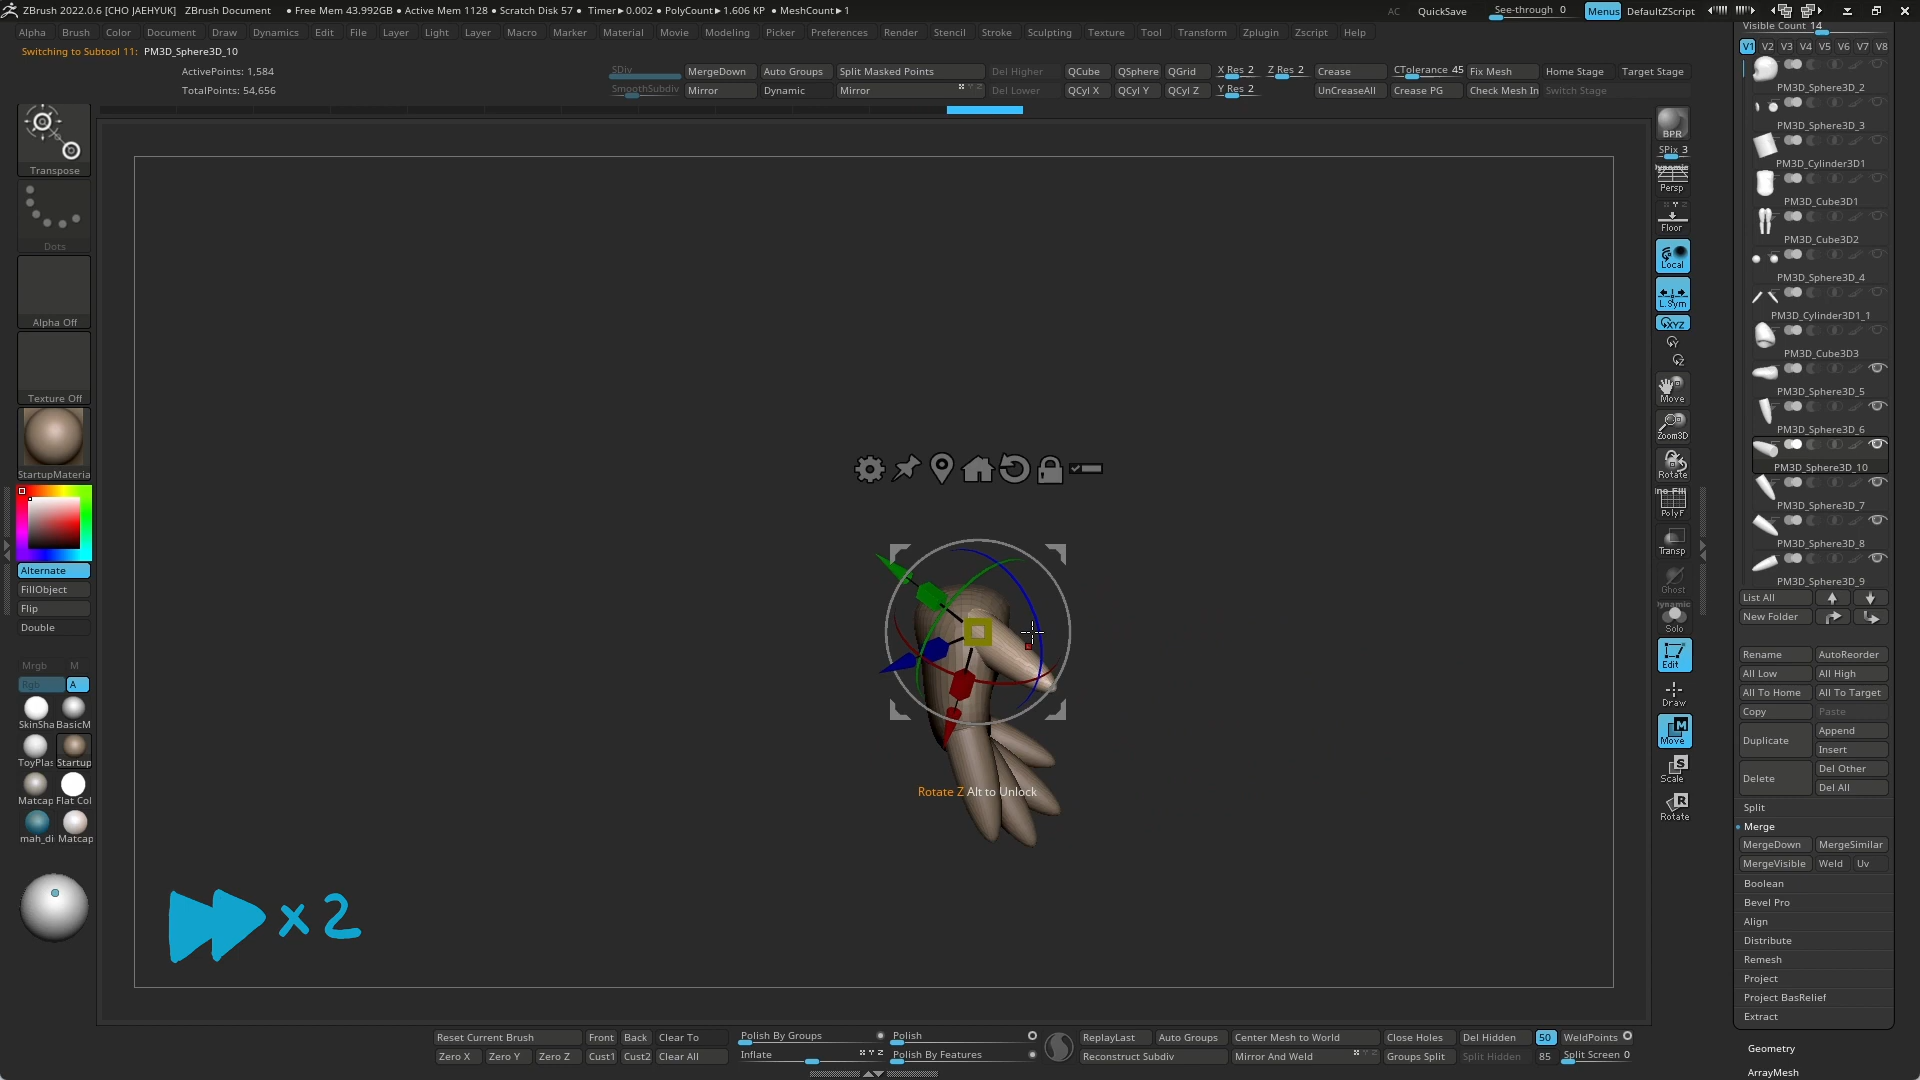 ZBrush 2022.0.6 [CHO JAEHYUK] ZBrush Document ● Free Mem 43.992GB ● Active Mem 1128 ● Scratch Disk 57 ● Timer▸0.002 ● PolyCount▸1.606 KP ● MeshCount▸1 AC QuickSave See-through 0 Menus DefaultZScript
Alpha Brush Color Document Draw Dynamics Edit File Layer Light Layer Macro Marker Material Movie Modeling Picker Preferences Render Stencil Stroke Sculpting Texture Tool Transform Zplugin Zscript Help
Switching to Subtool 11: PM3D_Sphere3D_10
ActivePoints: 1,584
TotalPoints: 54,656
SDiv MergeDown Auto Groups Split Masked Points Del Higher QCube QSphere QGrid X Res 2 Z Res 2 Crease CTolerance 45 Fix Mesh Home Stage Target Stage
SmoothSubdiv Mirror Dynamic Mirror Del Lower QCyl X QCyl Y QCyl Z Y Res 2 UnCreaseAll Crease PG Check Mesh In Switch Stage
Transpose
Dots
Alpha Off
Texture Off
StartupMateria
Alternate
FillObject
Flip
Double
Mrgb M
Rgb A
SkinSha BasicM
ToyPlas Startup
Matcap Flat Col
mah_di Matcap
Rotate Z Alt to Unlock
x 2
BPR
SPix 3
Dynamic
Persp
Floor
Local
L.Sym
XYZ
Y
Z
Move
Zoom3D
Rotate
PolyF
Transp
Ghost
Dynamic
Solo
Edit
Draw
Move
Scale
Rotate
Visible Count 14
V1 V2 V3 V4 V5 V6 V7 V8
PM3D_Sphere3D_2
PM3D_Sphere3D_3
PM3D_Cylinder3D1
PM3D_Cube3D1
PM3D_Cube3D2
PM3D_Sphere3D_4
PM3D_Cylinder3D1_1
PM3D_Cube3D3
PM3D_Sphere3D_5
PM3D_Sphere3D_6
PM3D_Sphere3D_10
PM3D_Sphere3D_7
PM3D_Sphere3D_8
PM3D_Sphere3D_9
List All
New Folder
Rename AutoReorder
All Low All High
All To Home All To Target
Copy Paste
Duplicate Append
Insert
Delete Del Other
Del All
Split
Merge
MergeDown MergeSimilar
MergeVisible Weld Uv
Boolean
Bevel Pro
Align
Distribute
Remesh
Project
Project BasRelief
Extract
Geometry
ArrayMesh
Reset Current Brush Front Back Clear To Polish By Groups Polish ReplayLast Auto Groups Center Mesh to World Close Holes Del Hidden 50 WeldPoints
Zero X Zero Y Zero Z Cust1 Cust2 Clear All Inflate Polish By Features Reconstruct Subdiv Mirror And Weld Groups Split Split Hidden 85 Split Screen 0